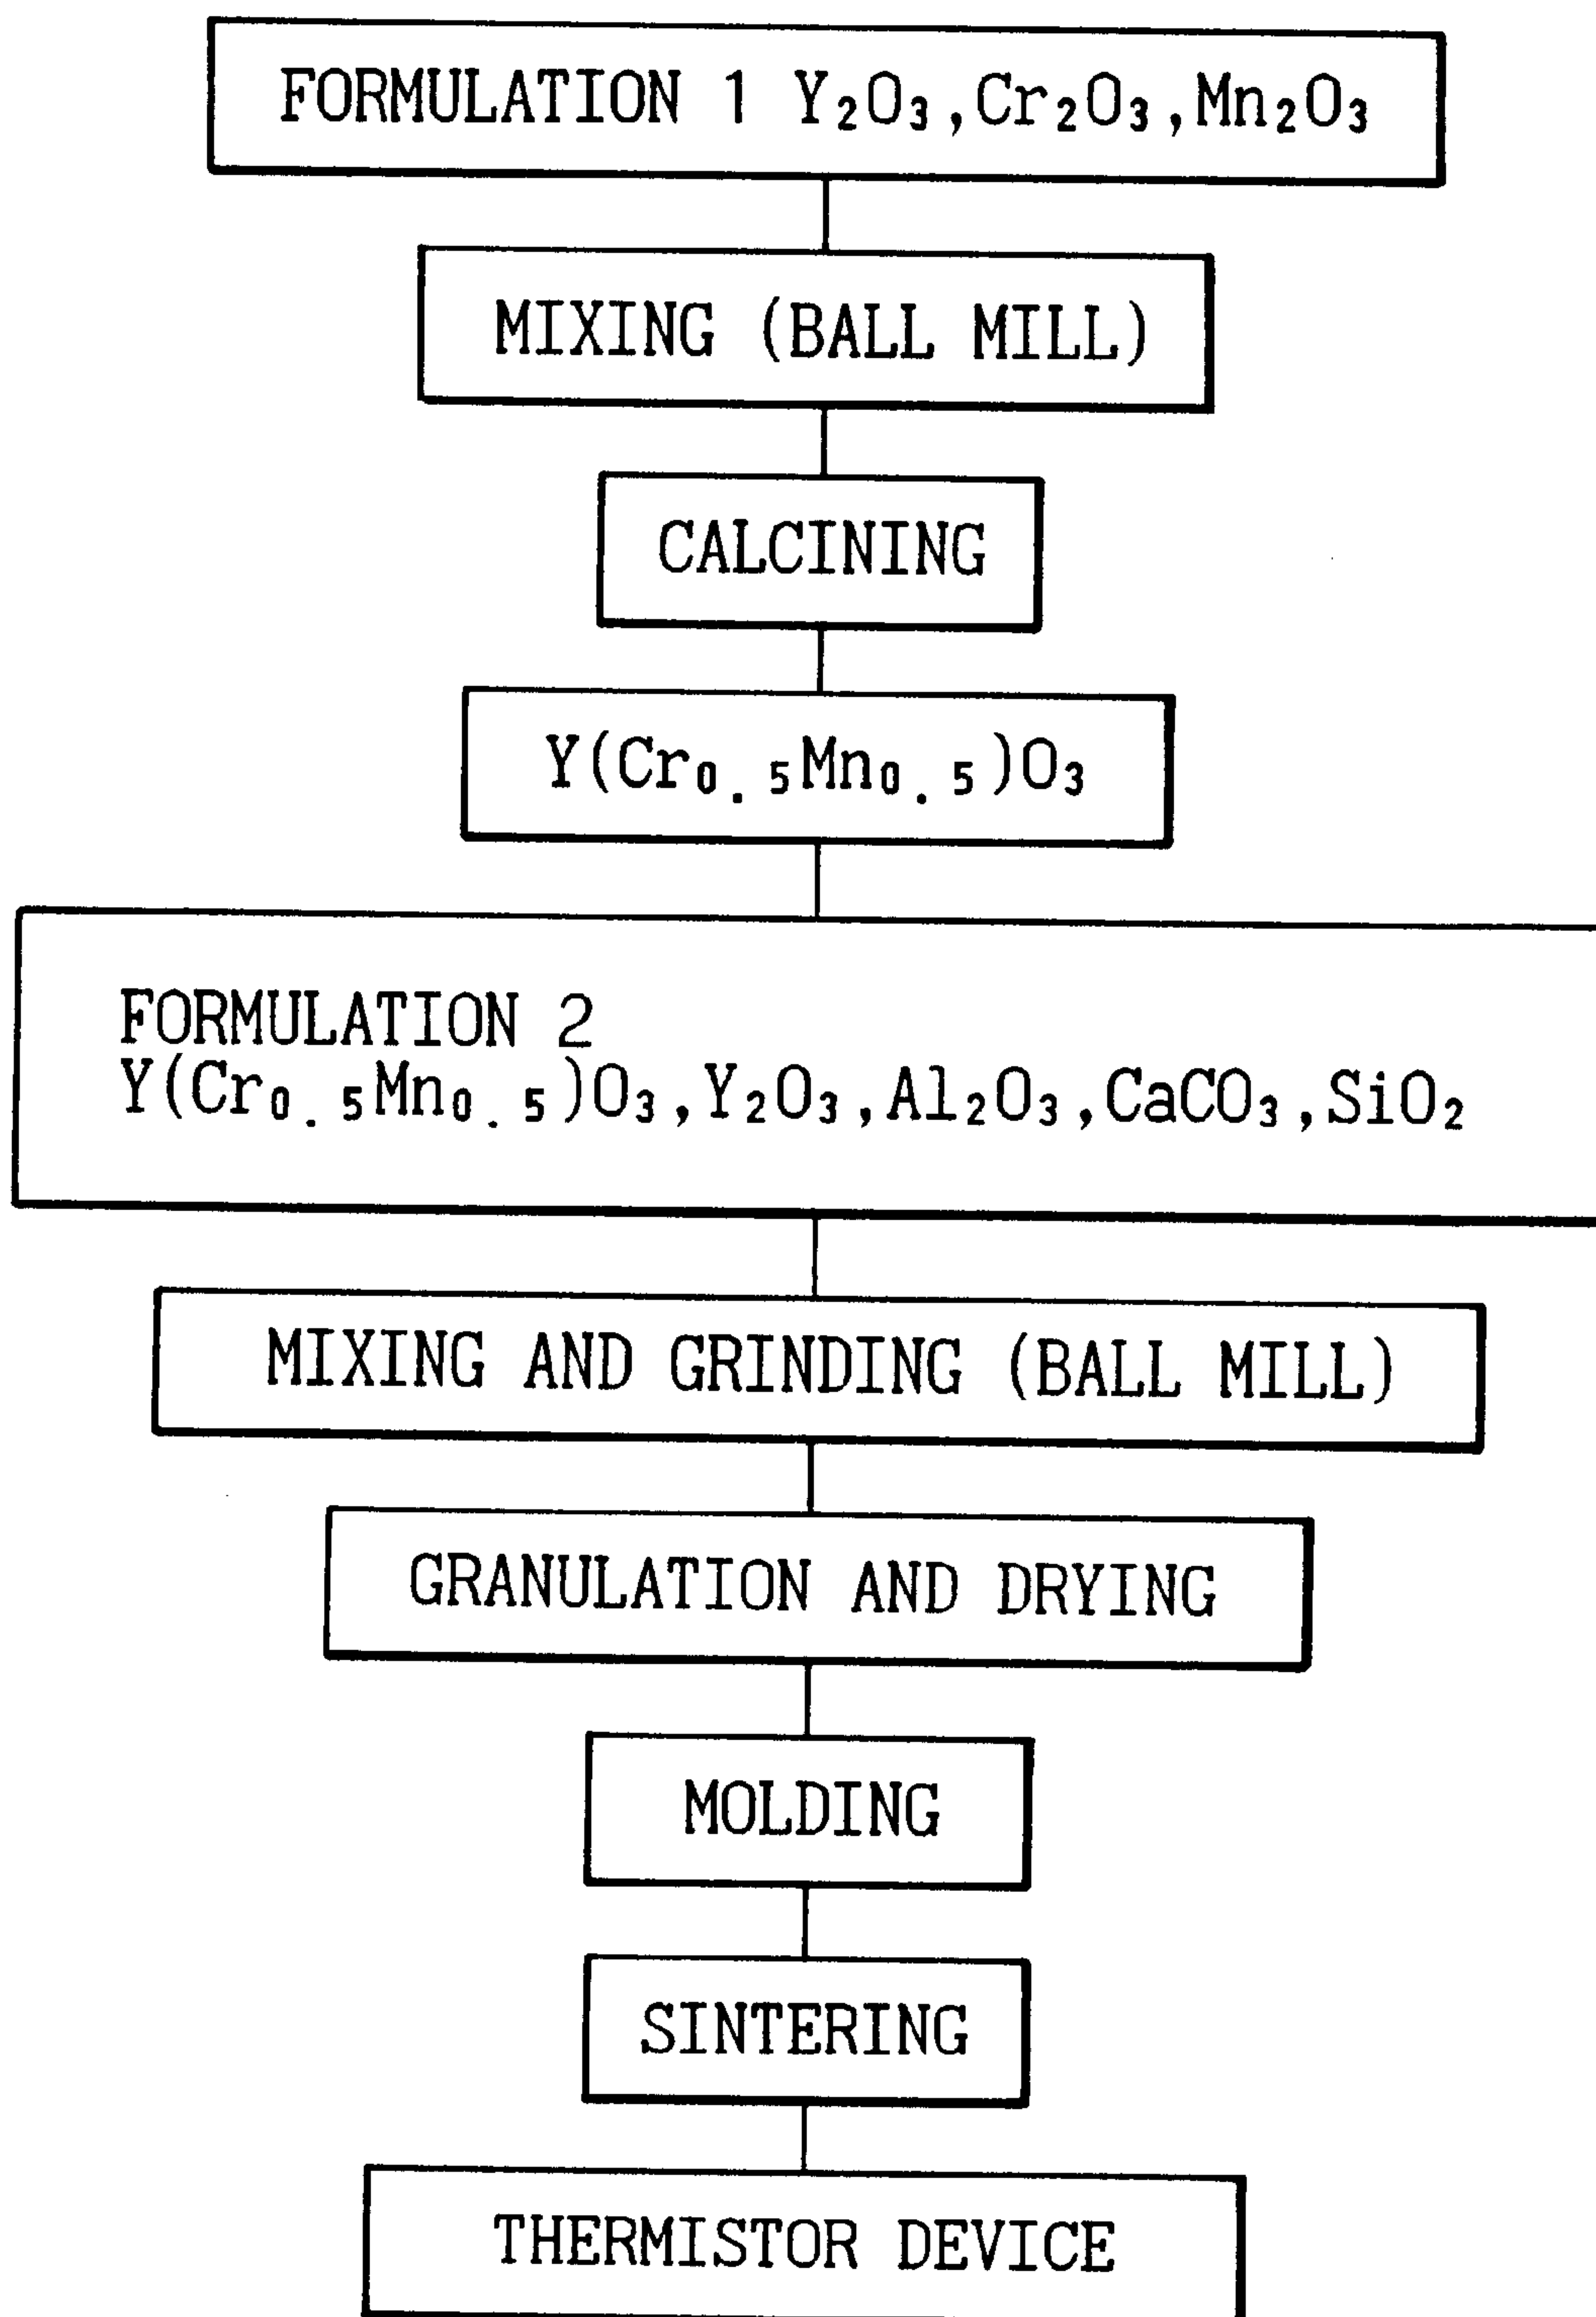 FORMULATION 1 Y₂O₃,Cr₂O₃,Mn₂O₃
MIXING (BALL MILL)
CALCINING
Y(Cr₀.₅Mn₀.₅)O₃
FORMULATION 2
Y(Cr₀.₅Mn₀.₅)O₃,Y₂O₃,Al₂O₃,CaCO₃,SiO₂
MIXING AND GRINDING (BALL MILL)
GRANULATION AND DRYING
MOLDING
SINTERING
THERMISTOR DEVICE